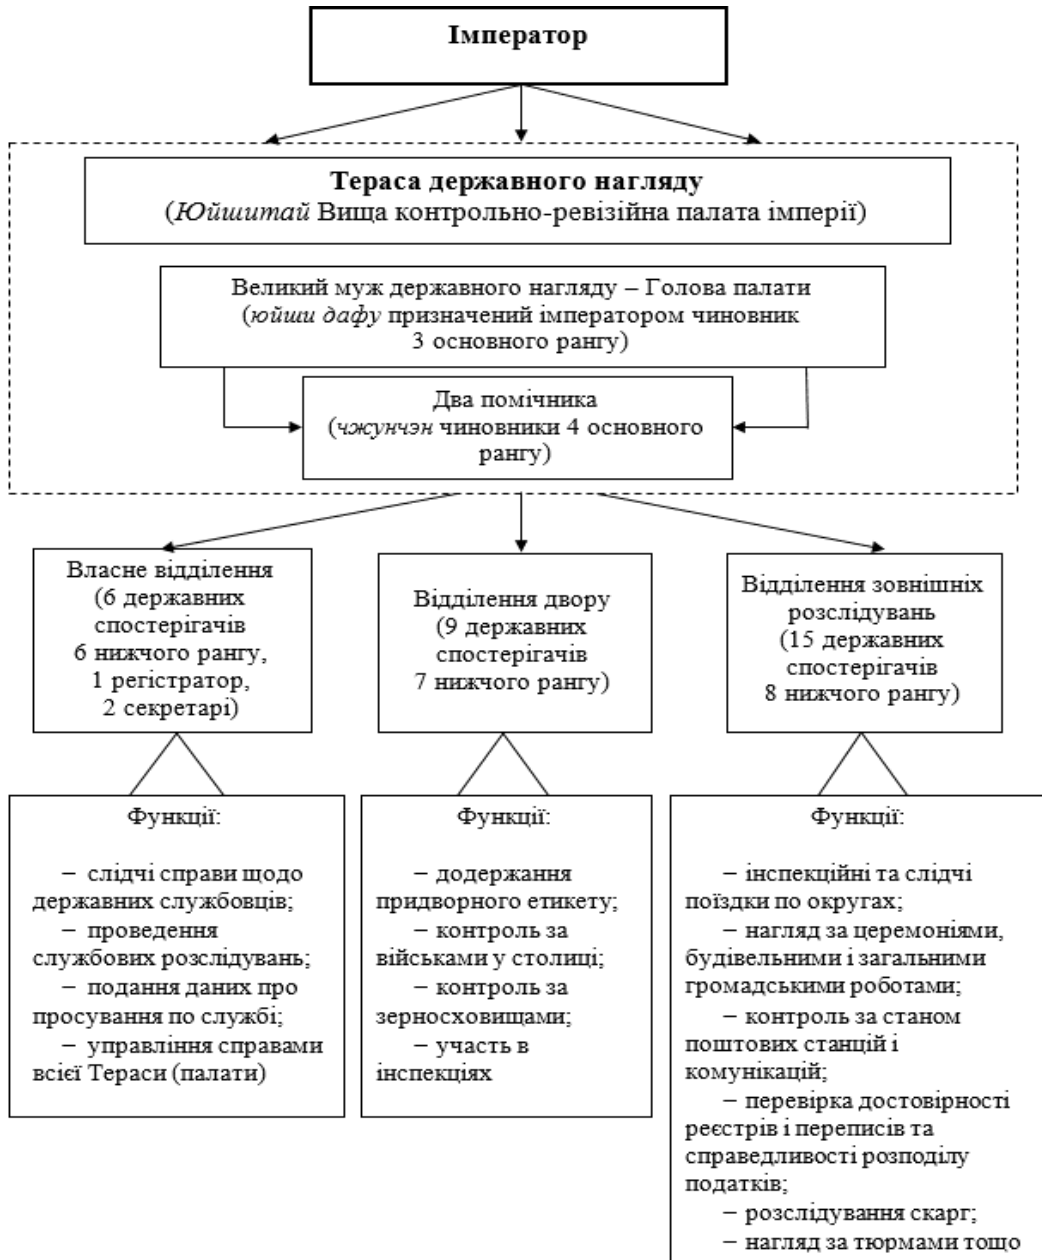 Імператор
Тераса державного нагляду
(Юйшитай Вища контрольно-ревізійна палата імперії)
Великий муж державного нагляду – Голова палати
(юйши дафу призначений імператором чиновник
3 основного рангу)
Два помічника
(чжунчэн чиновники 4 основного
рангу)
Власне відділення
(6 державних
спостерігачів
6 нижчого рангу,
1 регістратор,
2 секретарі)
Відділення двору
(9 державних
спостерігачів
7 нижчого рангу)
Відділення зовнішніх
розслідувань
(15 державних
спостерігачів
8 нижчого рангу)
Функції:
– слідчі справи щодо
державних службовців;
– проведення
службових розслідувань;
– подання даних про
просування по службі;
– управління справами
всієї Тераси (палати)
Функції:
– додержання
придворного етикету;
– контроль за
військами у столиці;
– контроль за
зерносховищами;
– участь в
інспекціях
Функції:
– інспекційні та слідчі
поїздки по округах;
– нагляд за церемоніями,
будівельними і загальними
громадськими роботами;
– контроль за станом
поштових станцій і
комунікацій;
– перевірка достовірності
реєстрів і переписів та
справедливості розподілу
податків;
– розслідування скарг;
– нагляд за тюрмами тощо